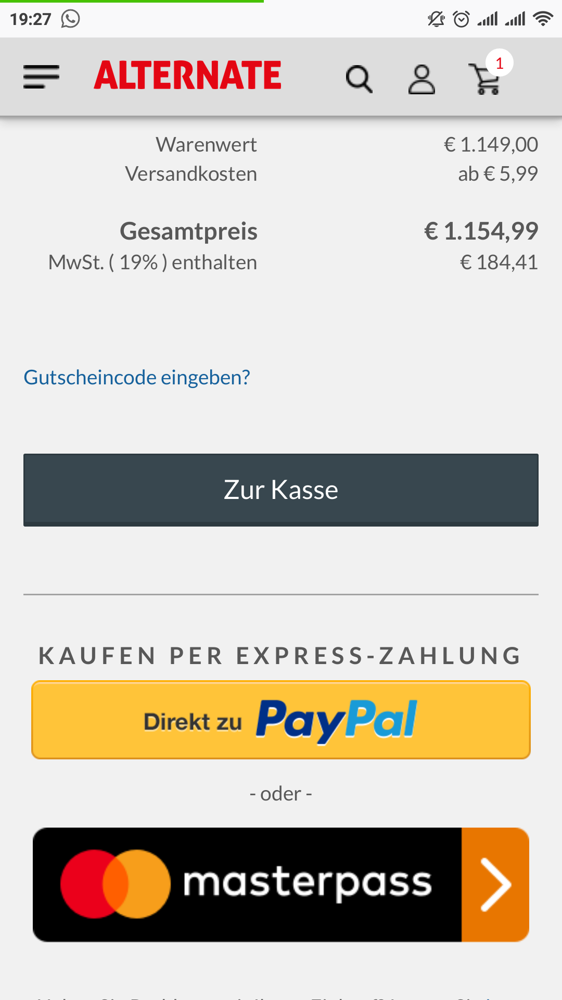 19:27
ALTERNATE
1
Warenwert € 1.149,00
Versandkosten ab € 5,99
Gesamtpreis € 1.154,99
MwSt. ( 19% ) enthalten € 184,41
Gutscheincode eingeben?
Zur Kasse
KAUFEN PER EXPRESS-ZAHLUNG
Direkt zu PayPal
- oder -
masterpass